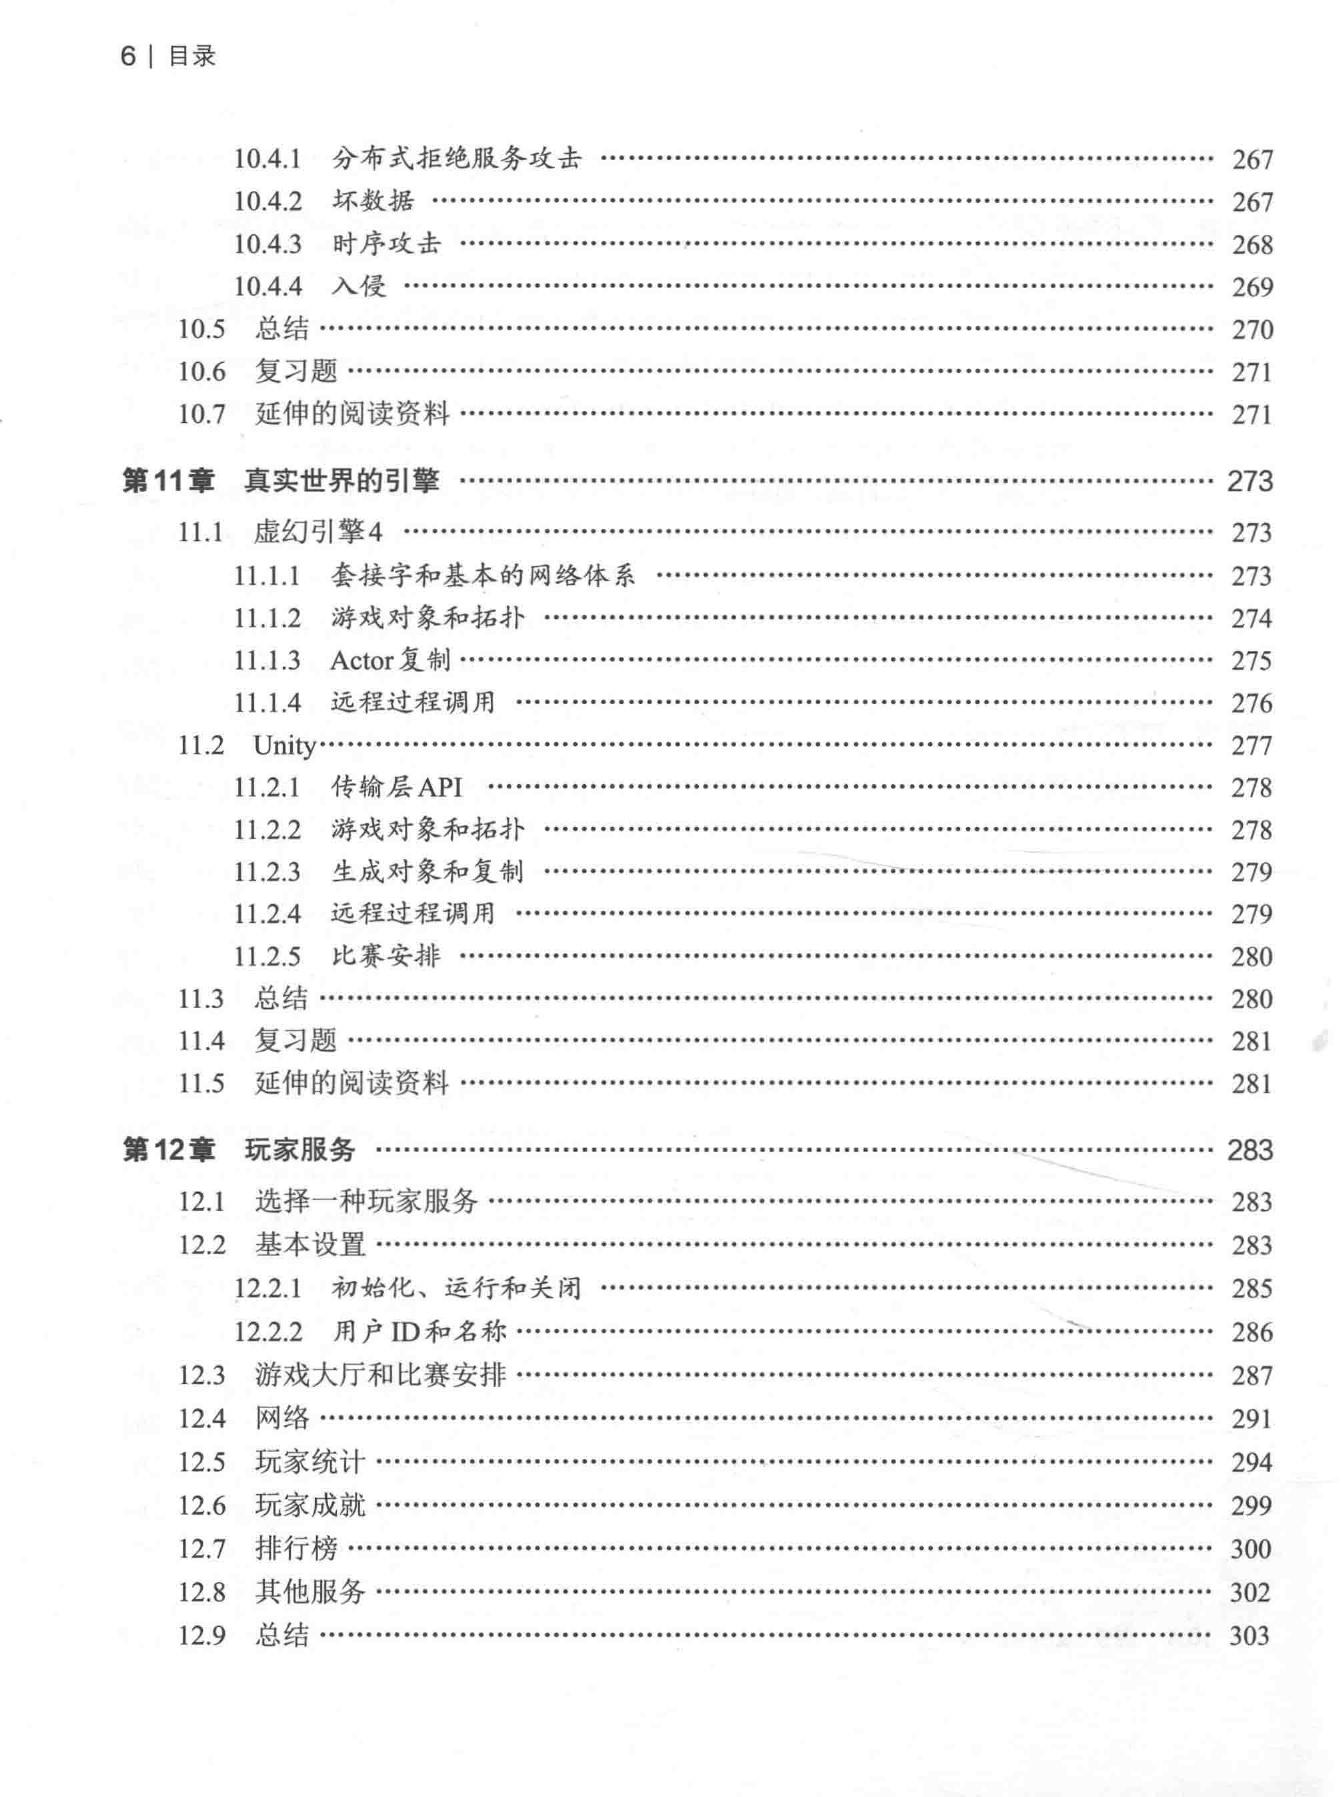 6 | 目录
10.4.1 分布式拒绝服务攻击 …… 267
10.4.2 坏数据 …… 267
10.4.3 时序攻击 …… 268
10.4.4 入侵 …… 269
10.5 总结 …… 270
10.6 复习题 …… 271
10.7 延伸的阅读资料 …… 271
第11章 真实世界的引擎 …… 273
11.1 虚幻引擎4 …… 273
11.1.1 套接字和基本的网络体系 …… 273
11.1.2 游戏对象和拓扑 …… 274
11.1.3 Actor复制 …… 275
11.1.4 远程过程调用 …… 276
11.2 Unity …… 277
11.2.1 传输层API …… 278
11.2.2 游戏对象和拓扑 …… 278
11.2.3 生成对象和复制 …… 279
11.2.4 远程过程调用 …… 279
11.2.5 比赛安排 …… 280
11.3 总结 …… 280
11.4 复习题 …… 281
11.5 延伸的阅读资料 …… 281
第12章 玩家服务 …… 283
12.1 选择一种玩家服务 …… 283
12.2 基本设置 …… 283
12.2.1 初始化、运行和关闭 …… 285
12.2.2 用户ID和名称 …… 286
12.3 游戏大厅和比赛安排 …… 287
12.4 网络 …… 291
12.5 玩家统计 …… 294
12.6 玩家成就 …… 299
12.7 排行榜 …… 300
12.8 其他服务 …… 302
12.9 总结 …… 303